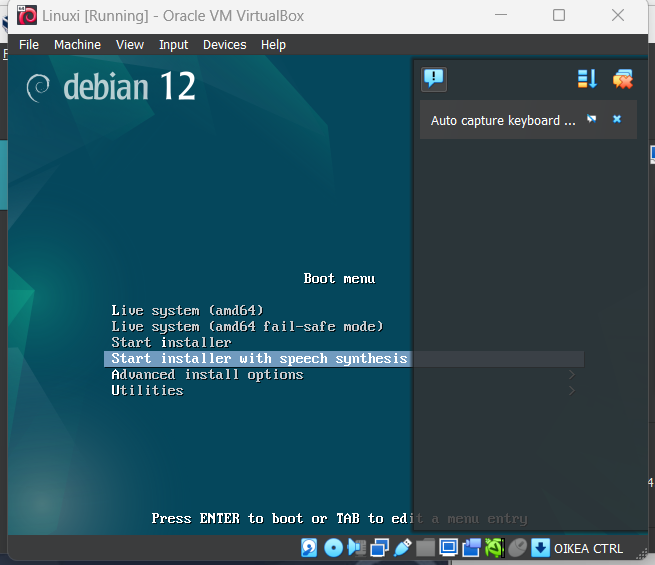 Linuxi [Running] - Oracle VM VirtualBox
File Machine View Input Devices Help
debian 12
Auto capture keyboard ...
Boot menu
Live system (amd64)
Live system (amd64 fail-safe mode)
Start installer
Start installer with speech synthesis
Advanced install options
Utilities
Press ENTER to boot or TAB to edit a menu entry
OIKEA CTRL